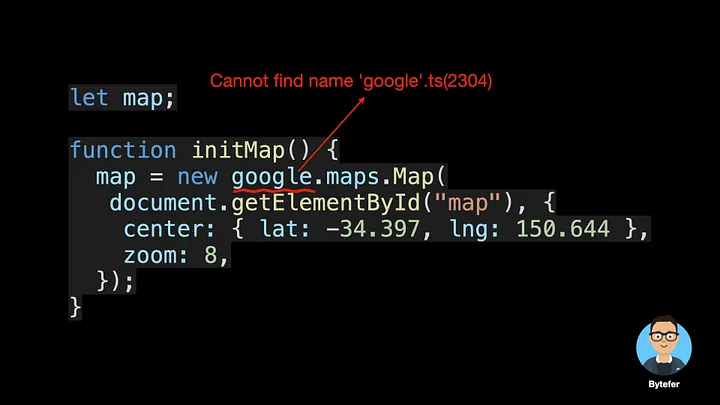 Cannot find name 'google'.ts(2304)
let map;
function initMap() {
  map = new google.maps.Map(
   document.getElementById("map"), {
    center: { lat: -34.397, lng: 150.644 },
    zoom: 8,
  });
}
Bytefer